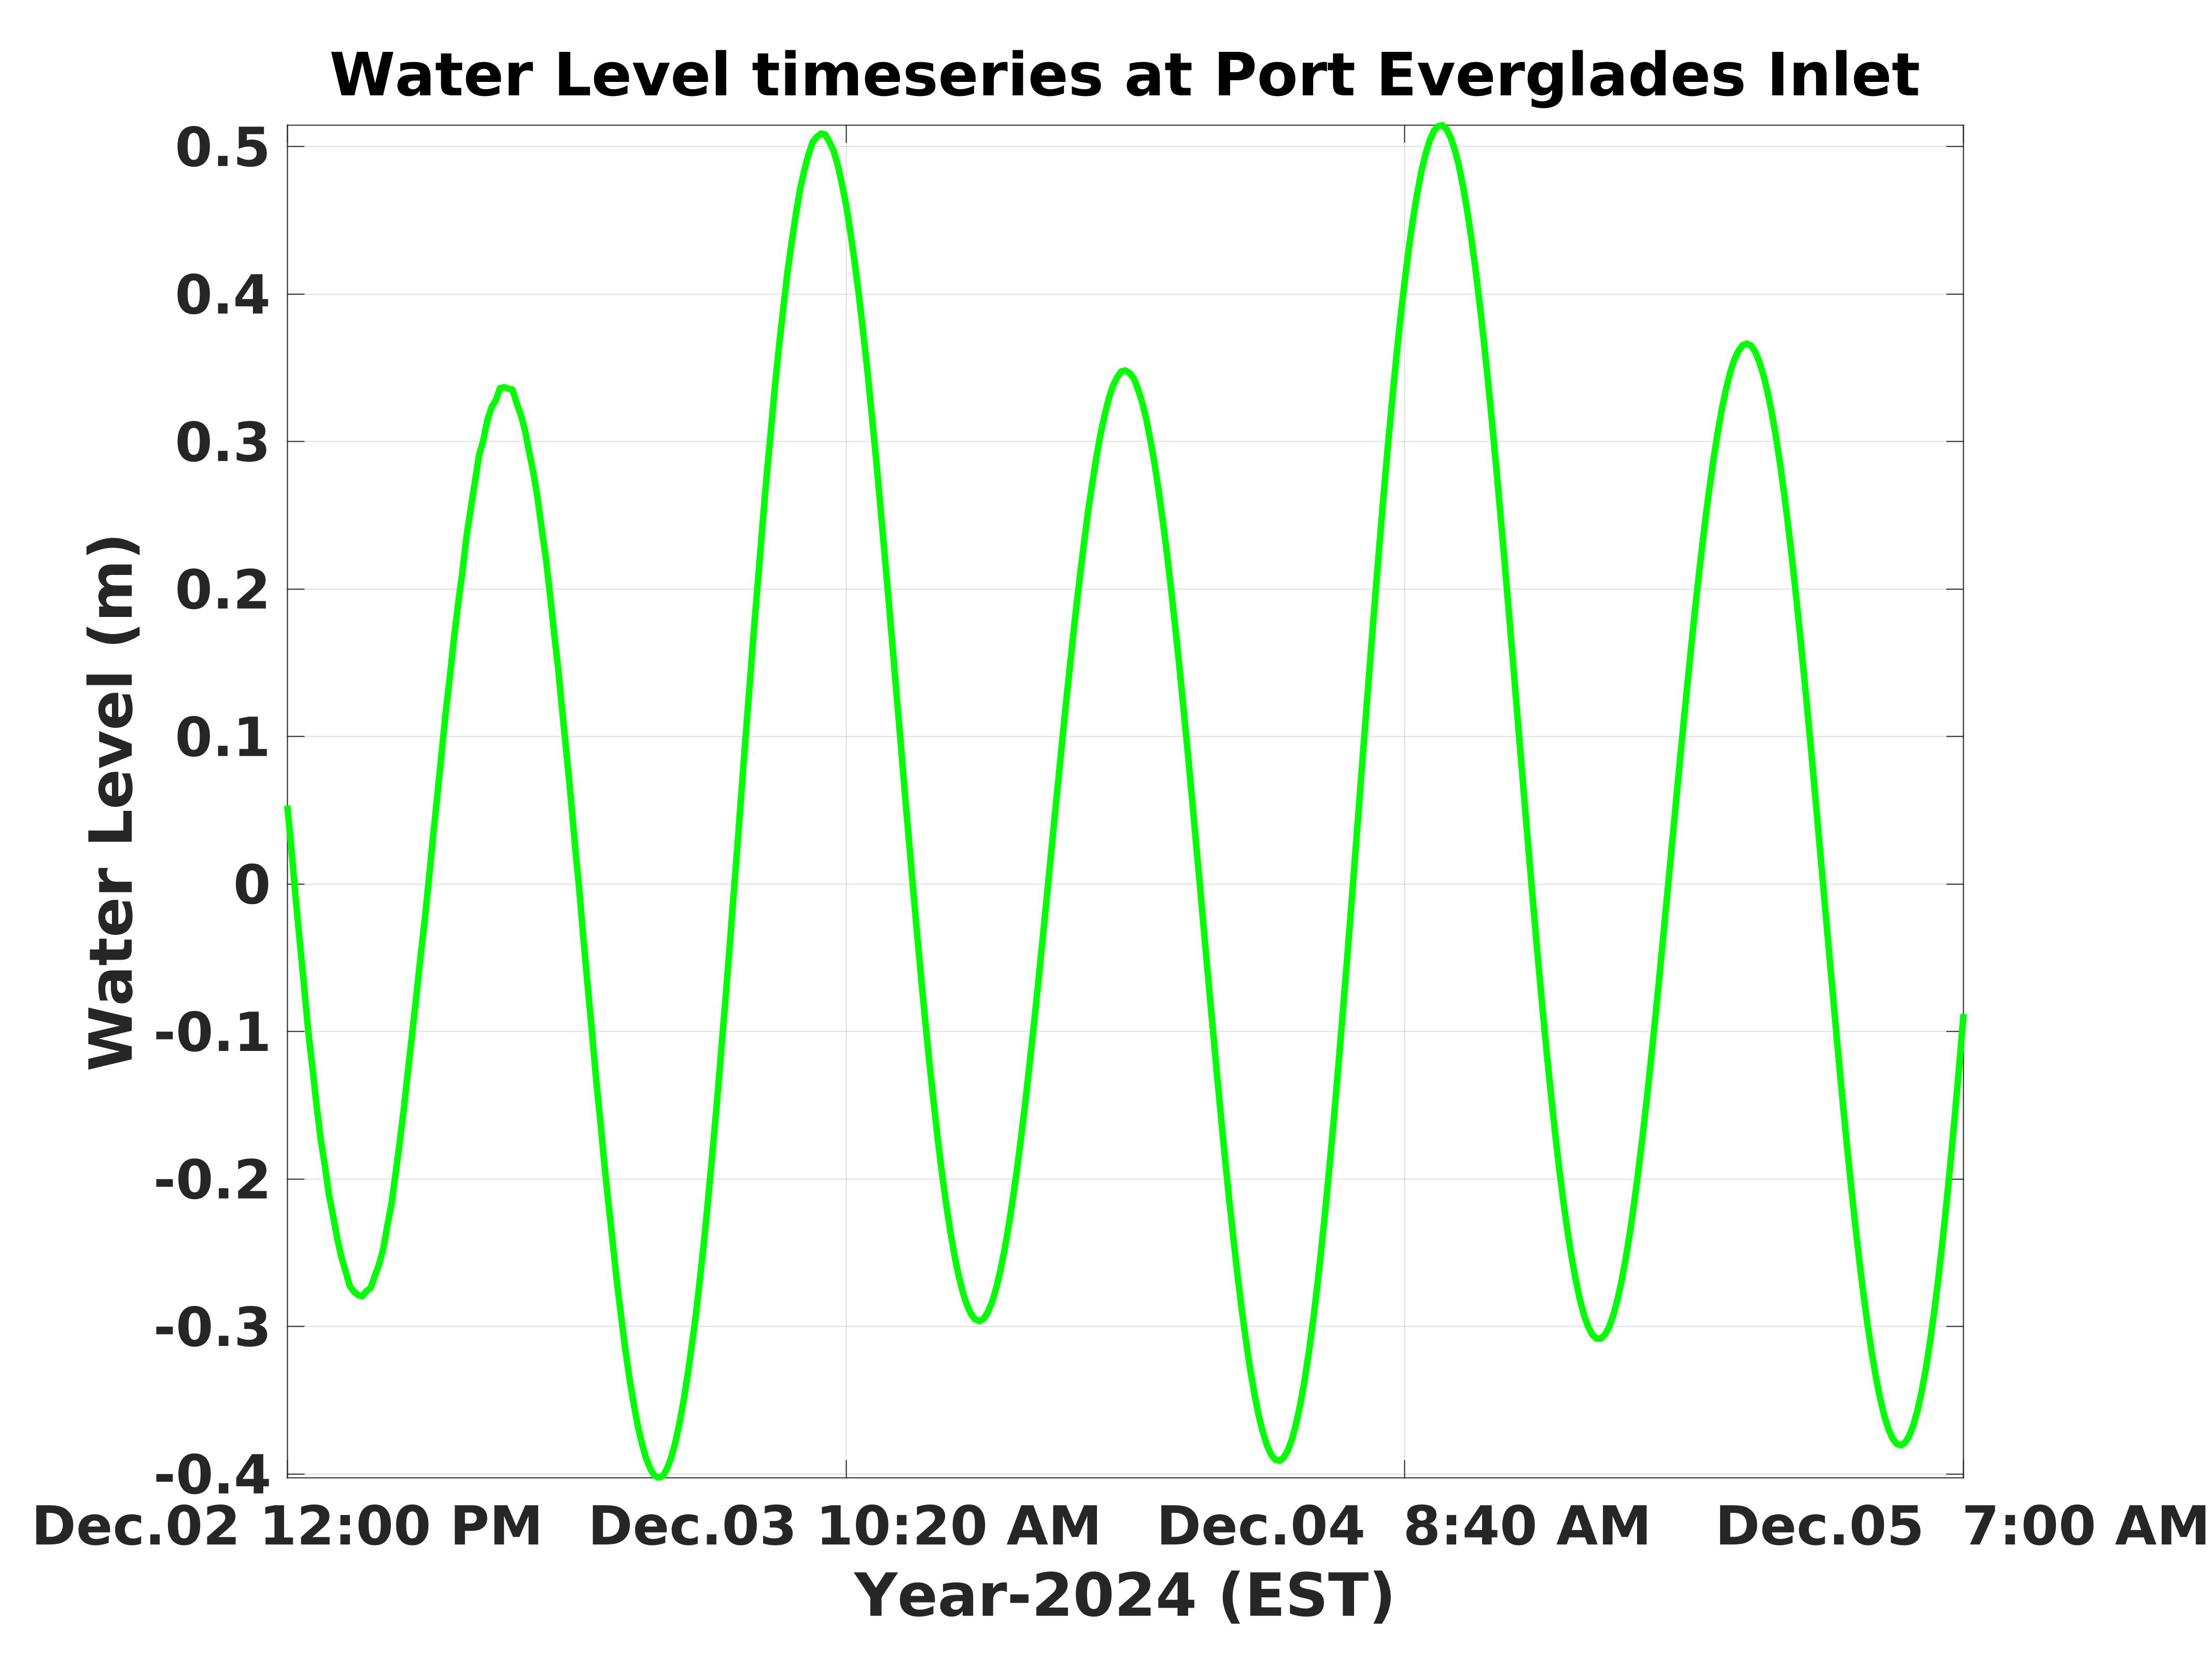 Water Level timeseries at Port Everglades Inlet
Water Level (m)
0.5
0.4
0.3
0.2
0.1
0
-0.1
-0.2
-0.3
-0.4
Dec.02 12:00 PM Dec.03 10:20 AM Dec.04 8:40 AM Dec.05 7:00 AM
Year-2024 (EST)